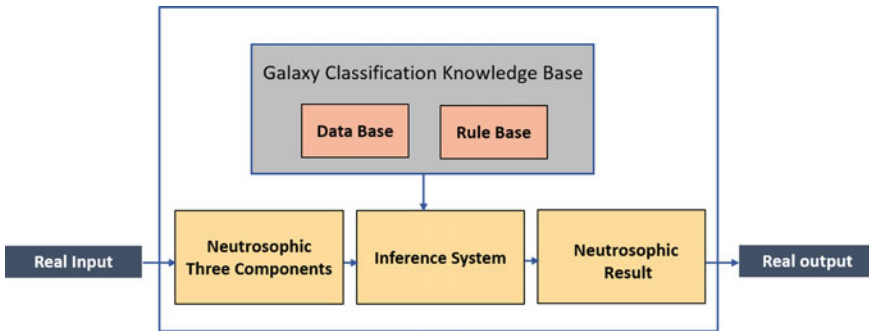 Galaxy Classification Knowledge Base
Data Base
Rule Base
Real Input
Neutrosophic
Three Components
Inference System
Neutrosophic
Result
Real output